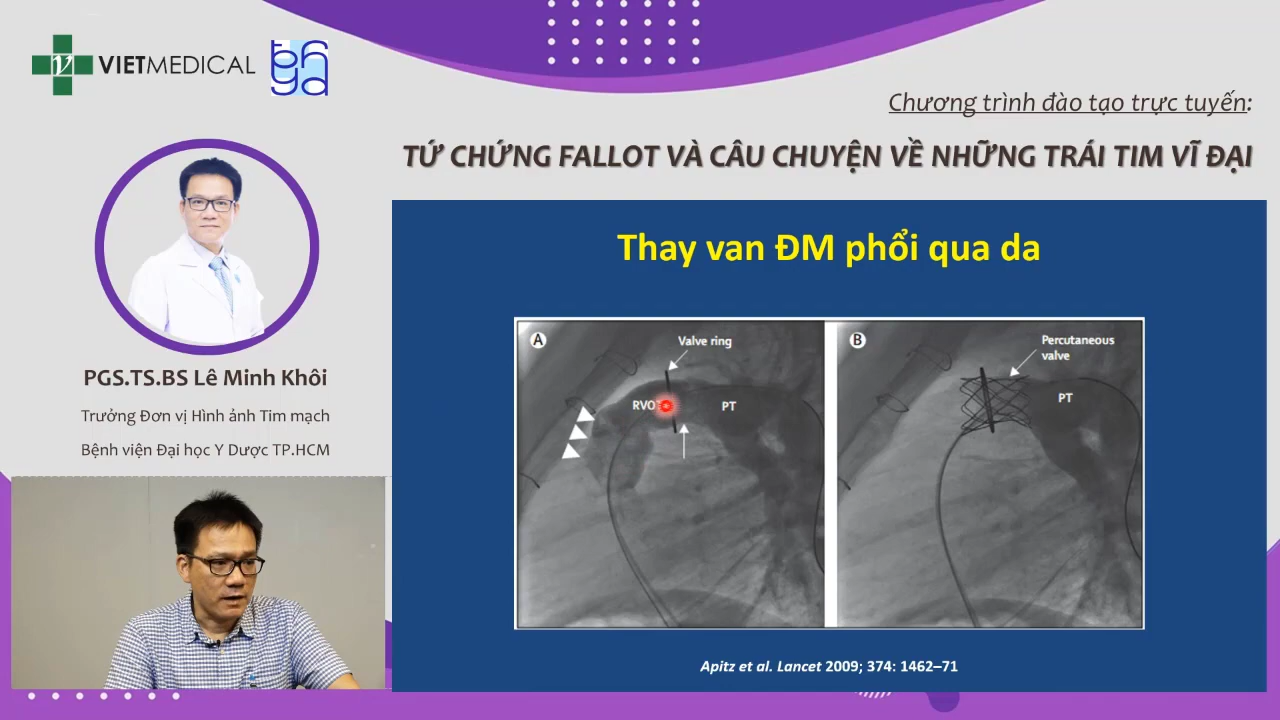 VIETMEDICAL
Chương trình đào tạo trực tuyến:
TỨ CHỨNG FALLOT VÀ CÂU CHUYỆN VỀ NHỮNG TRÁI TIM VĨ ĐẠI
PGS.TS.BS Lê Minh Khôi
Trưởng Đơn vị Hình ảnh Tim mạch
Bệnh viện Đại học Y Dược TP.HCM
Thay van ĐM phổi qua da
A
Valve ring
RVO
PT
B
Percutaneous
valve
PT
Apitz et al. Lancet 2009; 374: 1462–71